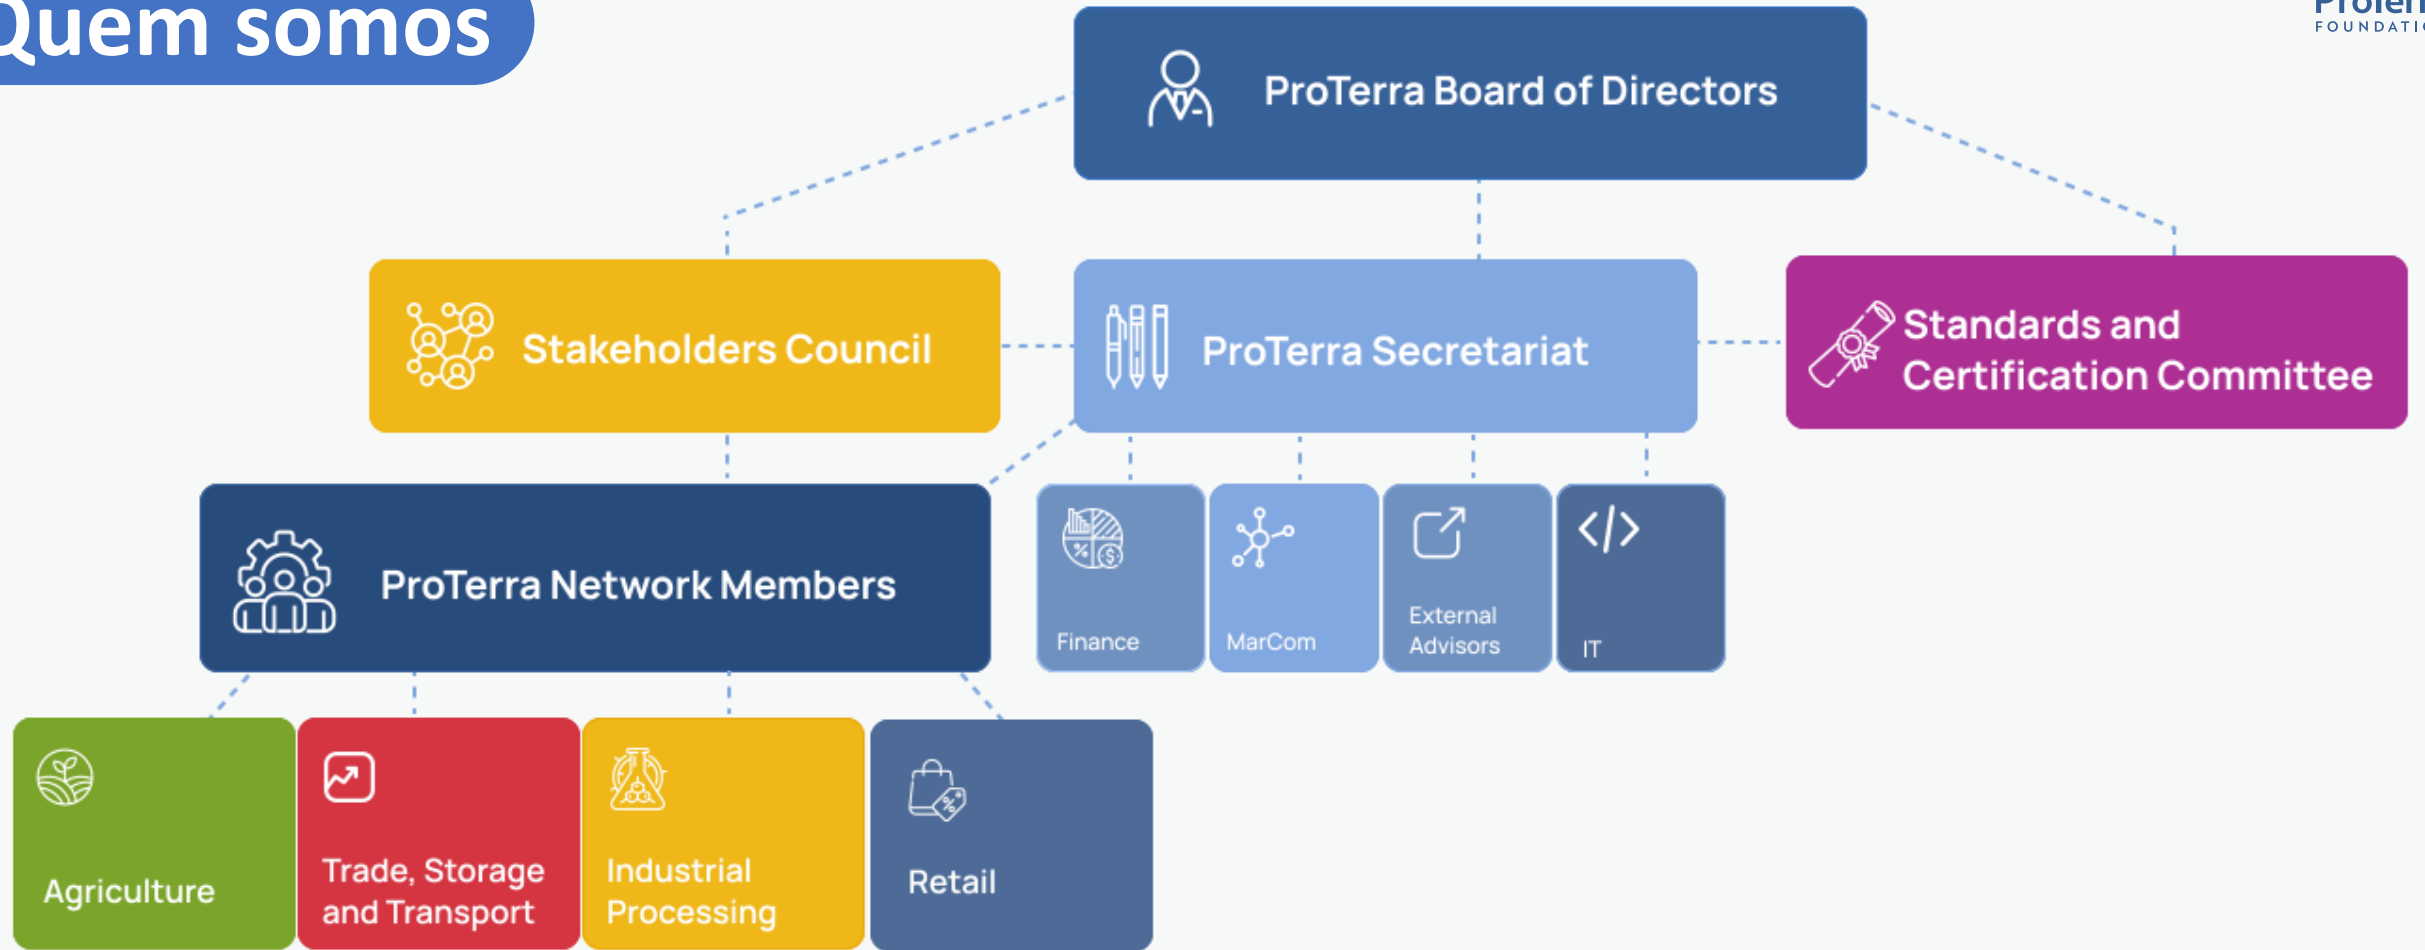 Quem somos
FOUNDATIO
ProTerra Board of Directors
Stakeholders Council
ProTerra Secretariat
Standards and
Certification Committee
ProTerra Network Members
Finance
MarCom
External
Advisors
IT
Agriculture
Trade, Storage
and Transport
Industrial
Processing
Retail